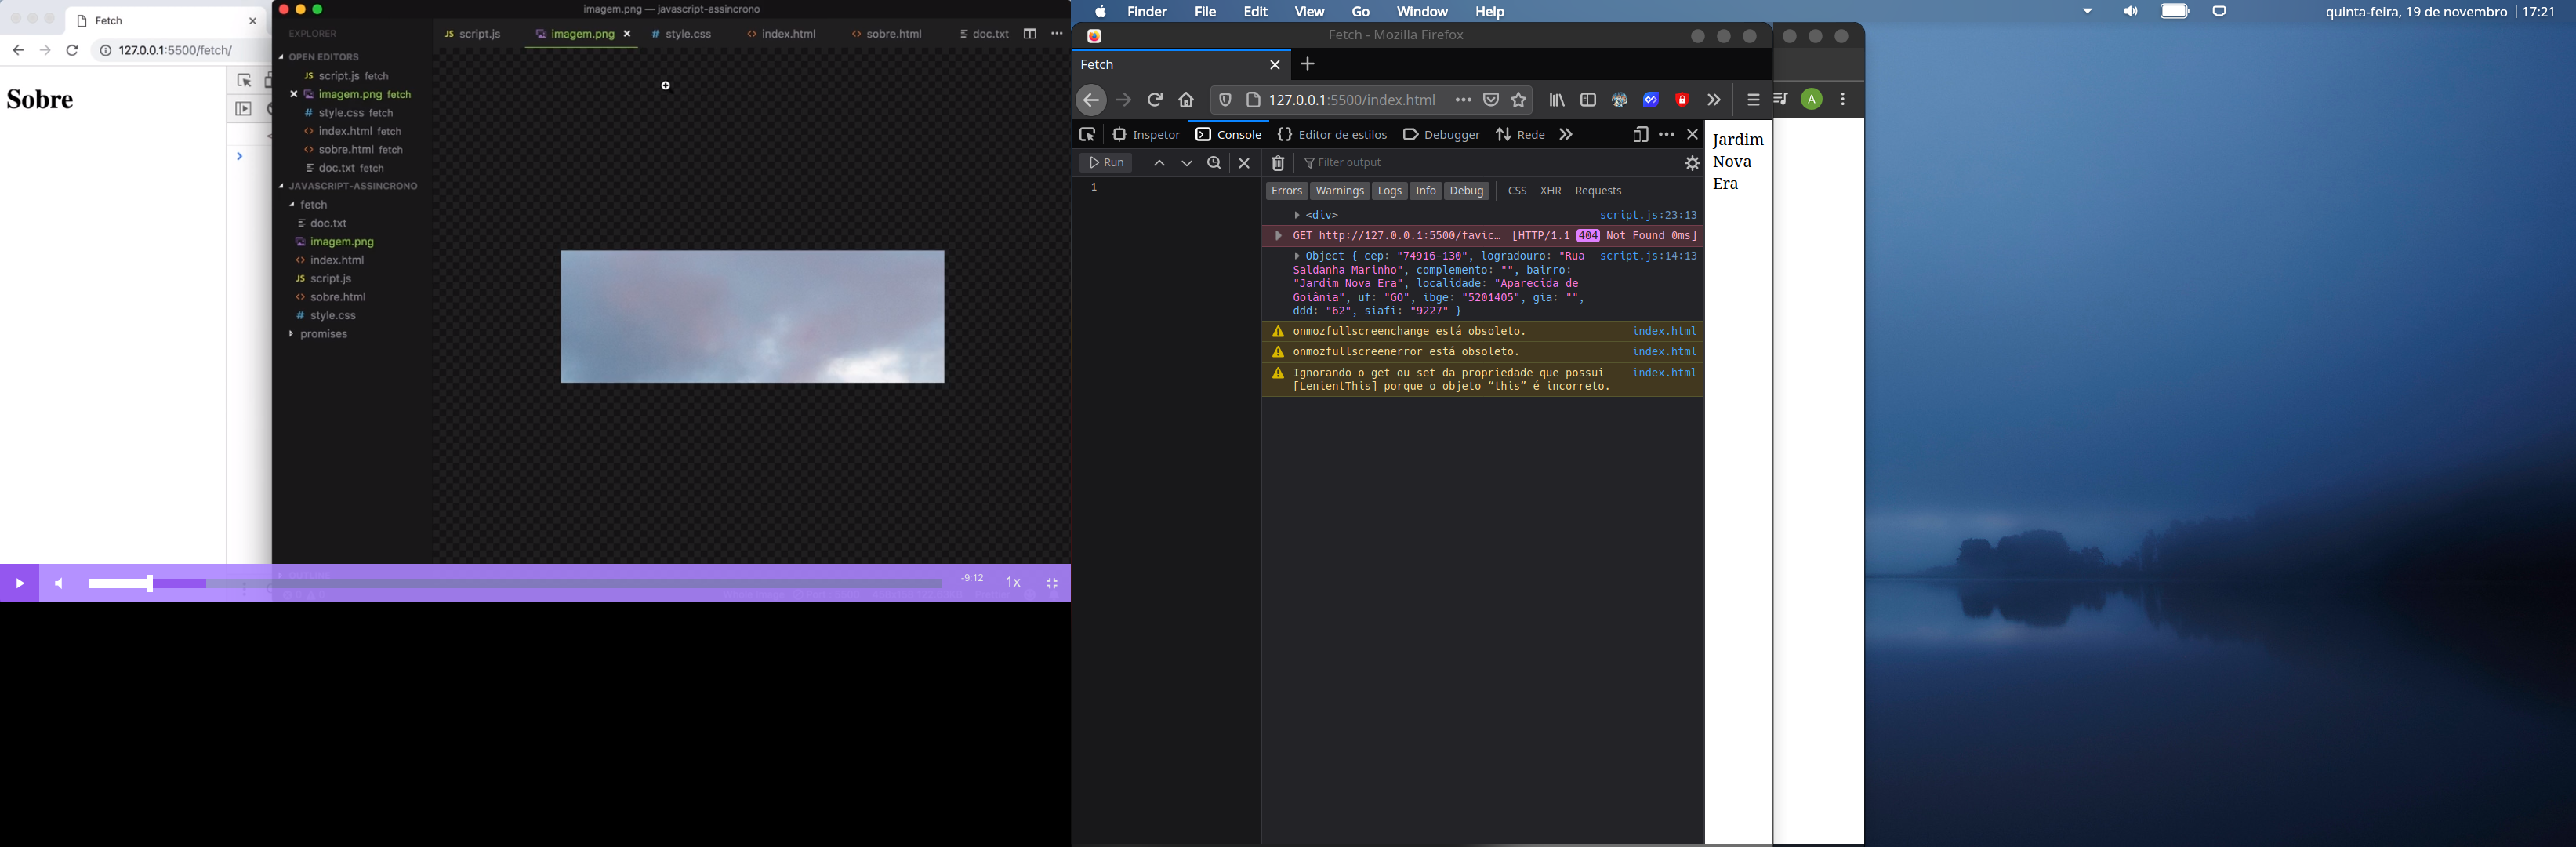 Fetch
127.0.0.1:5500/fetch/
Sobre
imagem.png — javascript-assincrono
EXPLORER
OPEN EDITORS
JS script.js fetch
imagem.png fetch
# style.css fetch
<> index.html fetch
<> sobre.html fetch
doc.txt fetch
JAVASCRIPT-ASSINCRONO
fetch
doc.txt
imagem.png
<> index.html
JS script.js
<> sobre.html
# style.css
promises
JS script.js
imagem.png
# style.css
<> index.html
<> sobre.html
doc.txt
-9:12
1x
Finder File Edit View Go Window Help
quinta-feira, 19 de novembro | 17:21
Fetch - Mozilla Firefox
Fetch
127.0.0.1:5500/index.html
A
Inspetor Console Editor de estilos Debugger Rede
Run
Filter output
1
Errors Warnings Logs Info Debug CSS XHR Requests
<div> script.js:23:13
GET http://127.0.0.1:5500/favic… [HTTP/1.1 404 Not Found 0ms]
Object { cep: "74916-130", logradouro: "Rua script.js:14:13
Saldanha Marinho", complemento: "", bairro:
"Jardim Nova Era", localidade: "Aparecida de
Goiânia", uf: "GO", ibge: "5201405", gia: "",
ddd: "62", siafi: "9227" }
onmozfullscreenchange está obsoleto. index.html
onmozfullscreenerror está obsoleto. index.html
Ignorando o get ou set da propriedade que possui index.html
[LenientThis] porque o objeto “this” é incorreto.
Jardim
Nova
Era